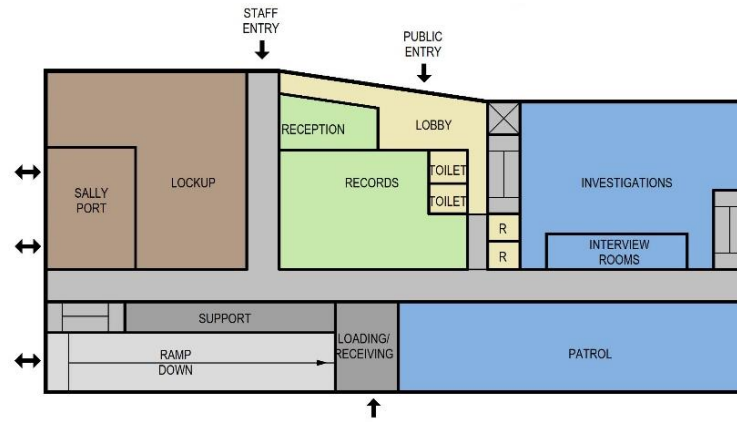 STAFF
ENTRY
PUBLIC
ENTRY
RECEPTION
LOBBY
SALLY
PORT
LOCKUP
RECORDS
TOILET
TOILET
INVESTIGATIONS
R
R
INTERVIEW
ROOMS
SUPPORT
LOADING/
RECEIVING
RAMP
DOWN
PATROL